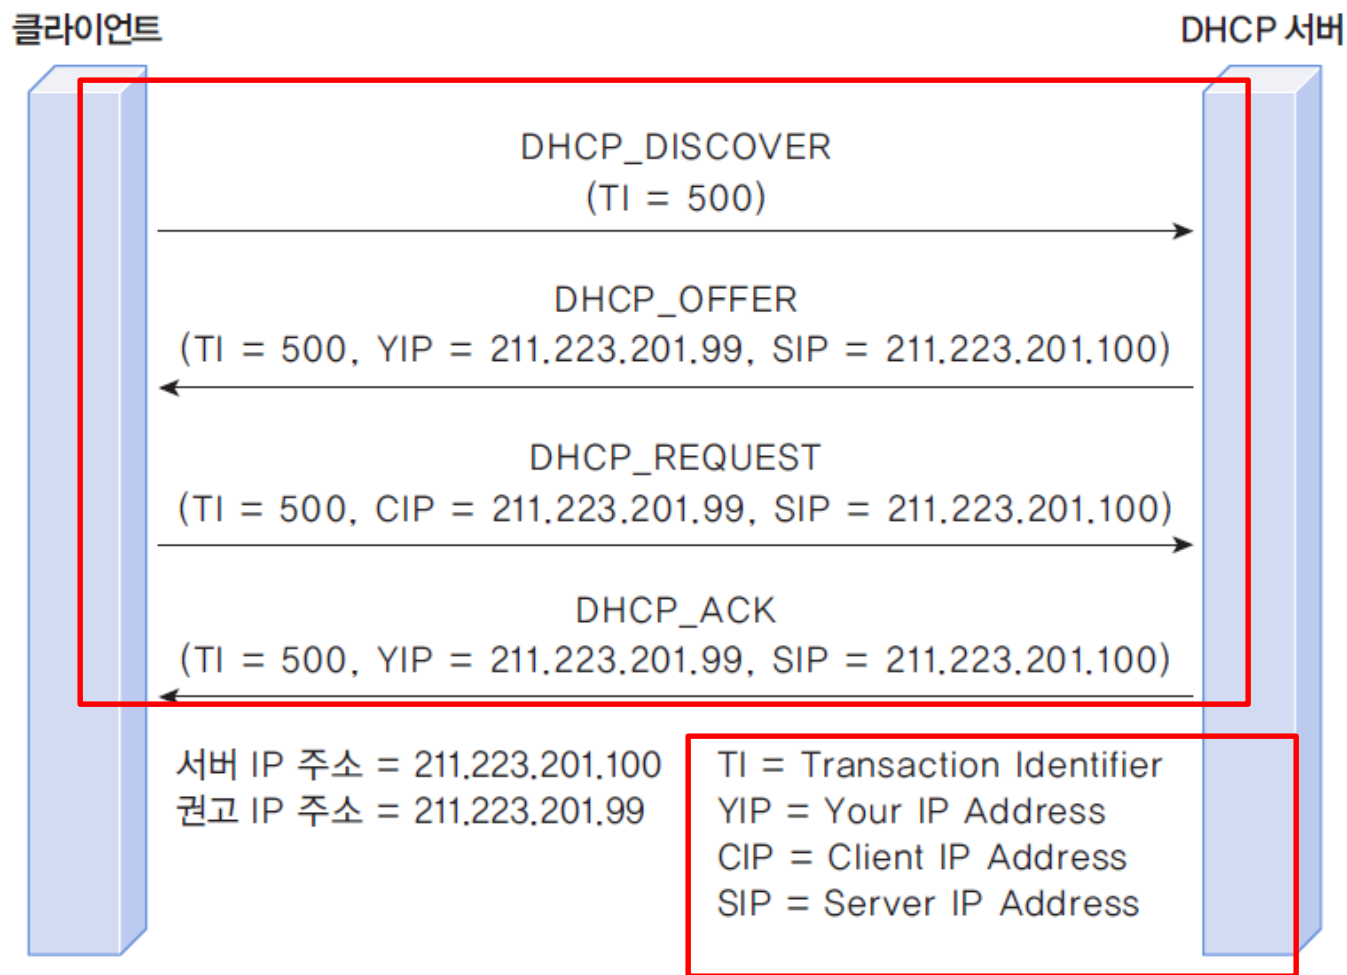 클라이언트
DHCP 서버
DHCP_DISCOVER
(TI = 500)
DHCP_OFFER
(TI = 500, YIP = 211.223.201.99, SIP = 211.223.201.100)
DHCP_REQUEST
(TI = 500, CIP = 211.223.201.99, SIP = 211.223.201.100)
DHCP_ACK
(TI = 500, YIP = 211.223.201.99, SIP = 211.223.201.100)
서버 IP 주소 = 211.223.201.100
권고 IP 주소 = 211.223.201.99
TI = Transaction Identifier
YIP = Your IP Address
CIP = Client IP Address
SIP = Server IP Address